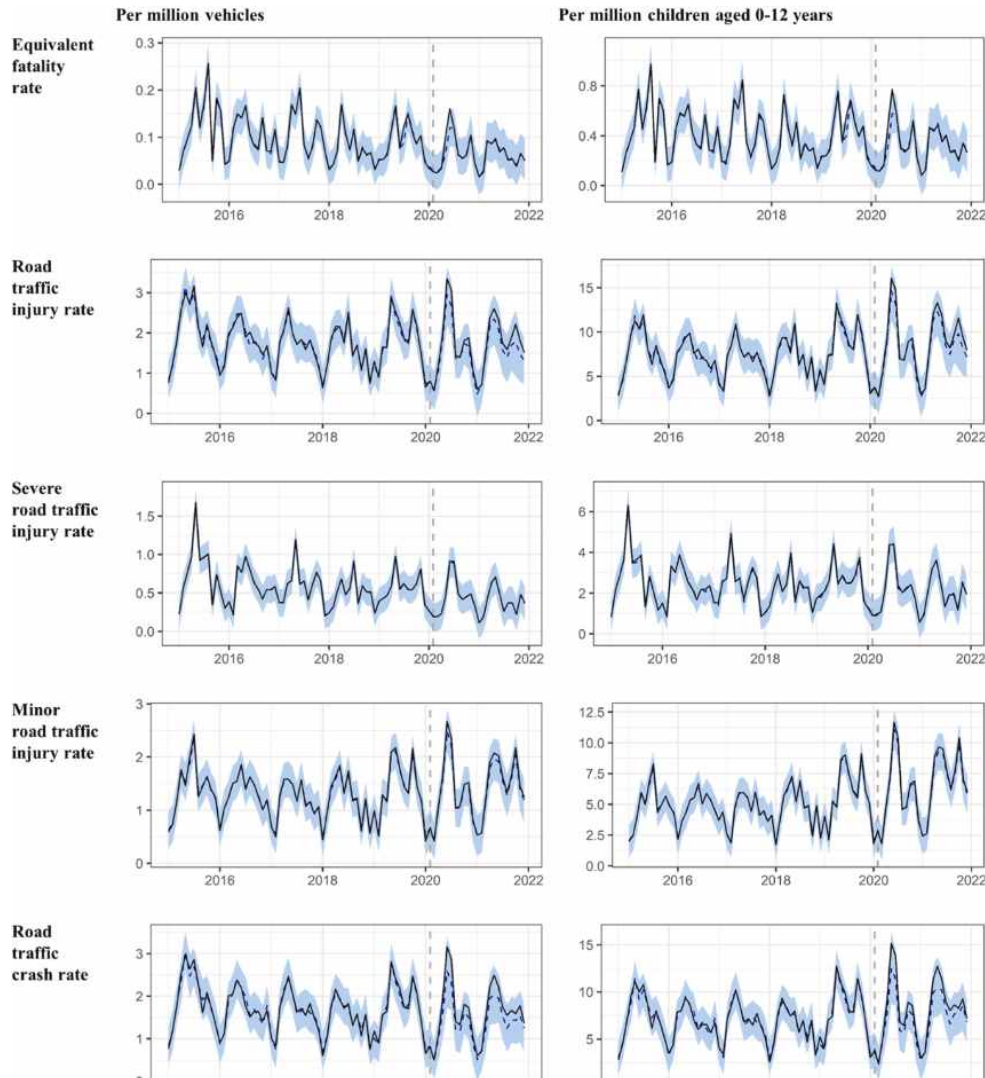 Per million vehicles
Per million children aged 0-12 years
Equivalent
fatality
rate
0.3
0.2
0.1
0.0
2016 2018 2020 2022
0.8
0.4
0.0
2016 2018 2020 2022
Road
traffic
injury rate
3
2
1
0
2016 2018 2020 2022
15
10
5
0
2016 2018 2020 2022
Severe
road traffic
injury rate
1.5
1.0
0.5
0.0
2016 2018 2020 2022
6
4
2
0
2016 2018 2020 2022
Minor
road traffic
injury rate
3
2
1
0
2016 2018 2020 2022
12.5
10.0
7.5
5.0
2.5
0.0
2016 2018 2020 2022
Road
traffic
crash rate
3
2
1
15
10
5